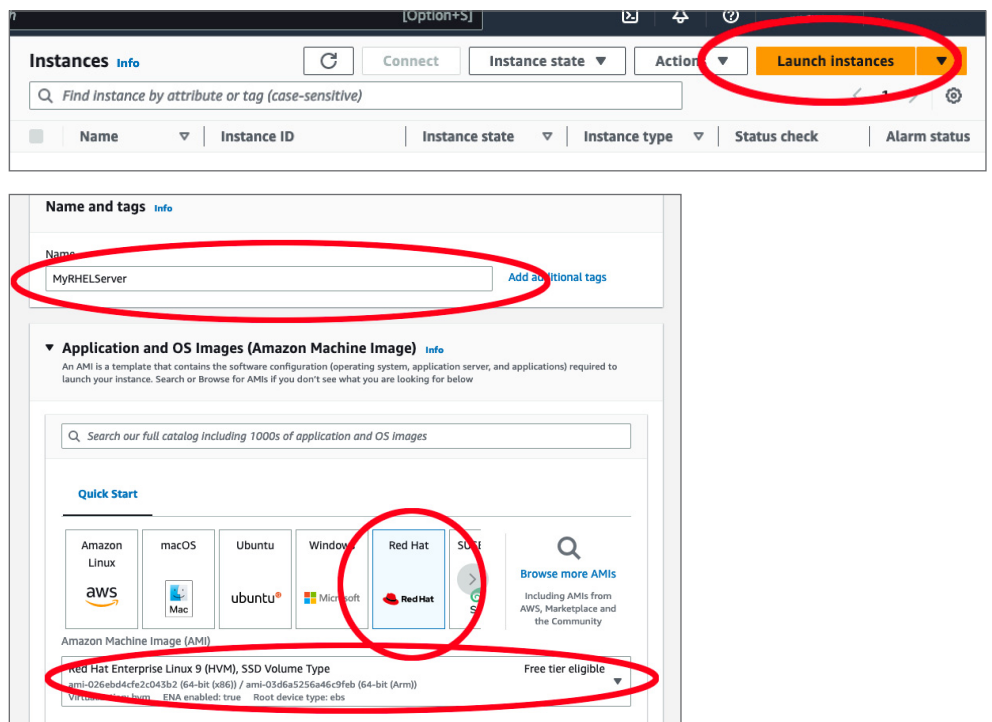 [Option+S]
Instances Info
Connect
Instance state
Actions
Launch instances
Find instance by attribute or tag (case-sensitive)
1
Name
Instance ID
Instance state
Instance type
Status check
Alarm status
Name and tags Info
Name
MyRHELServer
Add additional tags
Application and OS Images (Amazon Machine Image) Info
An AMI is a template that contains the software configuration (operating system, application server, and applications) required to
launch your instance. Search or Browse for AMIs if you don't see what you are looking for below
Search our full catalog including 1000s of application and OS images
Quick Start
Amazon
Linux
aws
macOS
Mac
Ubuntu
ubuntu
Windows
Microsoft
Red Hat
Red Hat
SUSE
S
Browse more AMIs
Including AMIs from
AWS, Marketplace and
the Community
Amazon Machine Image (AMI)
Red Hat Enterprise Linux 9 (HVM), SSD Volume Type
Free tier eligible
ami-026ebd4cfe2c043b2 (64-bit (x86)) / ami-03d6a5256a46c9feb (64-bit (Arm))
Virtualization: hvm ENA enabled: true Root device type: ebs